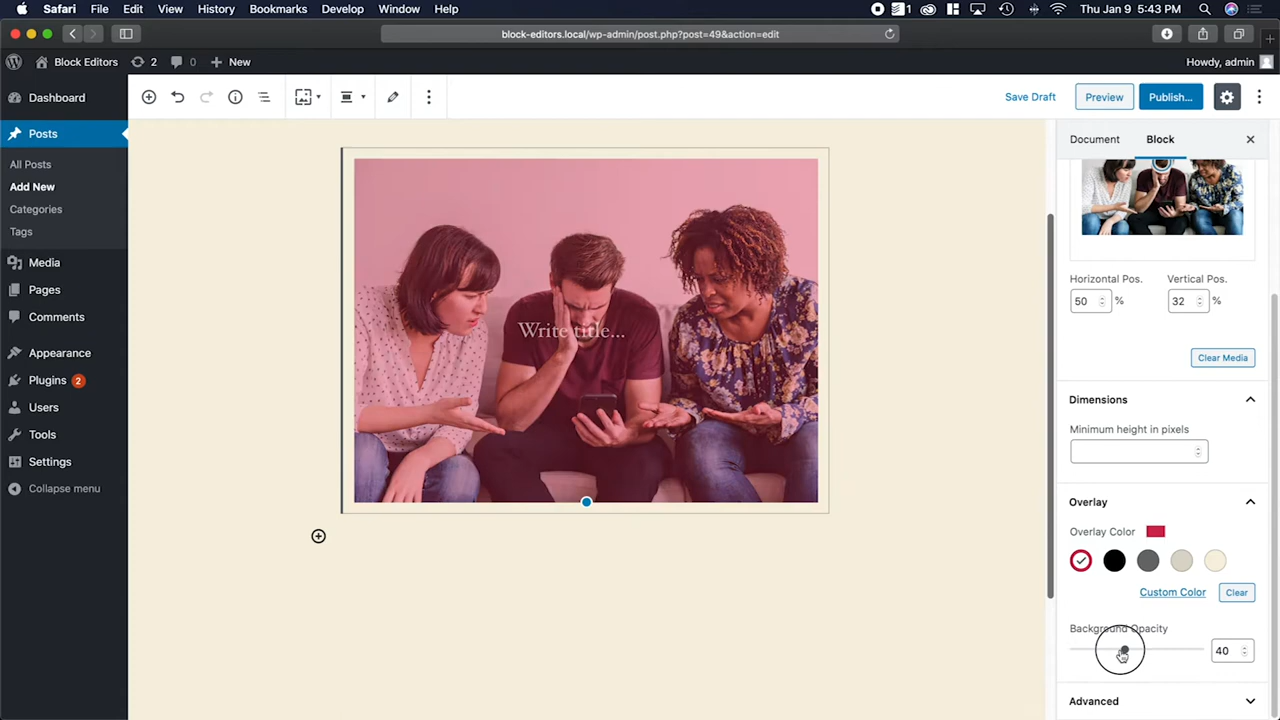 Safari File Edit View History Bookmarks Develop Window Help 1 Thu Jan 9 5:43 PM
block-editors.local/wp-admin/post.php?post=49&action=edit
Block Editors 2 0 New Howdy, admin
Dashboard
Posts
All Posts
Add New
Categories
Tags
Media
Pages
Comments
Appearance
Plugins 2
Users
Tools
Settings
Collapse menu
Save Draft Preview Publish...
Write title...
Document Block
Horizontal Pos. Vertical Pos.
50 % 32 %
Clear Media
Dimensions
Minimum height in pixels
Overlay
Overlay Color
Custom Color Clear
Background Opacity
40
Advanced